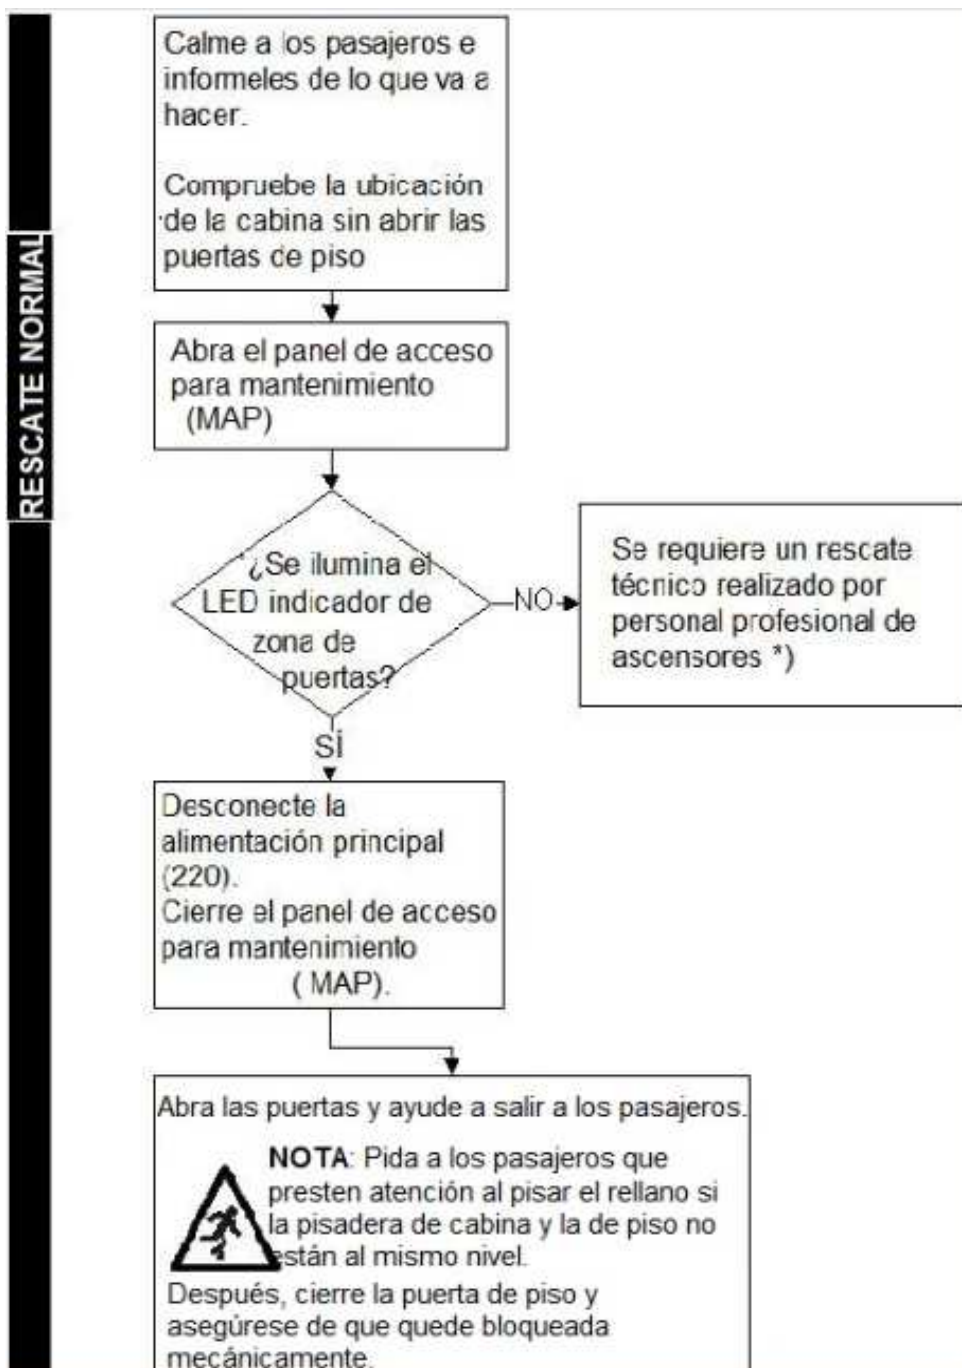 RESCATE NORMAL
Calme a los pasajeros e
informeles de lo que va a
hacer.
Compruebe la ubicación
de la cabina sin abrir las
puertas de piso
Abra el panel de acceso
para mantenimiento
(MAP)
¿Se ilumina el
LED indicador de
zona de
puertas?
NO
Se requiere un rescate
técnico realizado por
personal profesional de
ascensores *)
SÍ
Desconecte la
alimentación principal
(220).
Cierre el panel de acceso
para mantenimiento
( MAP).
Abra las puertas y ayude a salir a los pasajeros.
NOTA: Pida a los pasajeros que
presten atención al pisar el rellano si
la pisadera de cabina y la de piso no
están al mismo nivel.
Después, cierre la puerta de piso y
asegúrese de que quede bloqueada
mecánicamente.